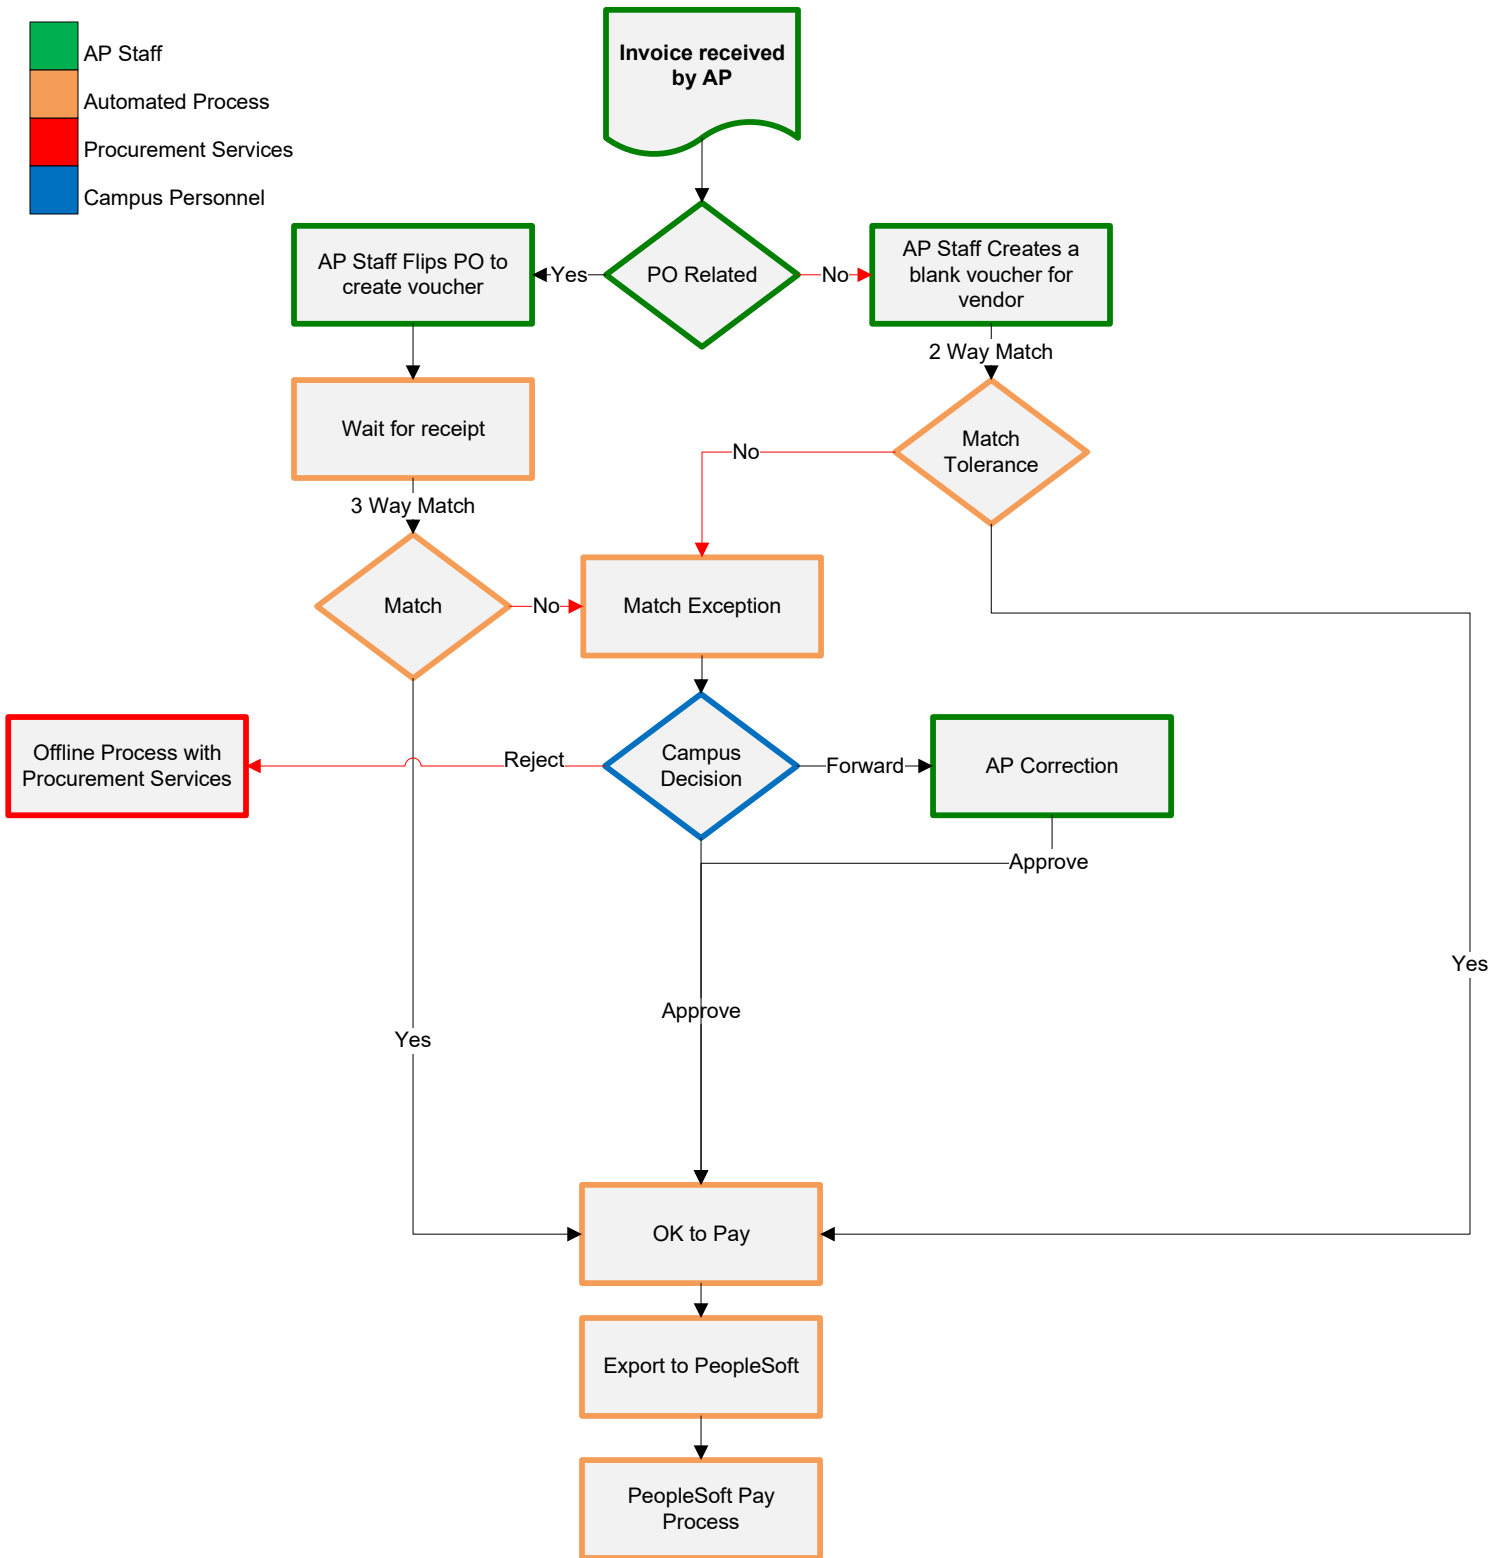 AP Staff
Automated Process
Procurement Services
Campus Personnel
Invoice received
by AP
PO Related
Yes
No
AP Staff Flips PO to
create voucher
AP Staff Creates a
blank voucher for
vendor
2 Way Match
Wait for receipt
Match
Tolerance
No
3 Way Match
Match
No
Match Exception
Offline Process with
Procurement Services
Reject
Campus
Decision
Forward
AP Correction
Approve
Yes
Approve
Yes
OK to Pay
Export to PeopleSoft
PeopleSoft Pay
Process